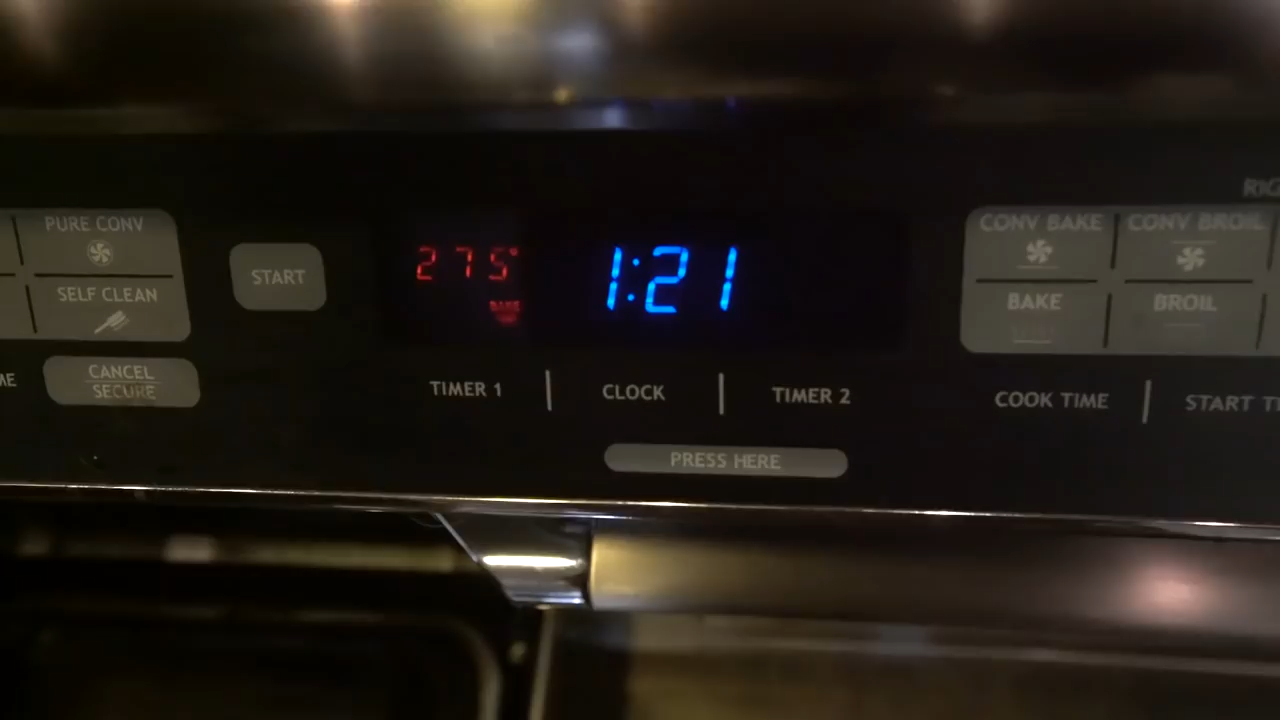 PURE CONV
SELF CLEAN
CANCEL
SECURE
START
275°
BAKE
1:21
TIMER 1 | CLOCK | TIMER 2
PRESS HERE
CONV BAKE
CONV BROIL
BAKE
BROIL
COOK TIME | START